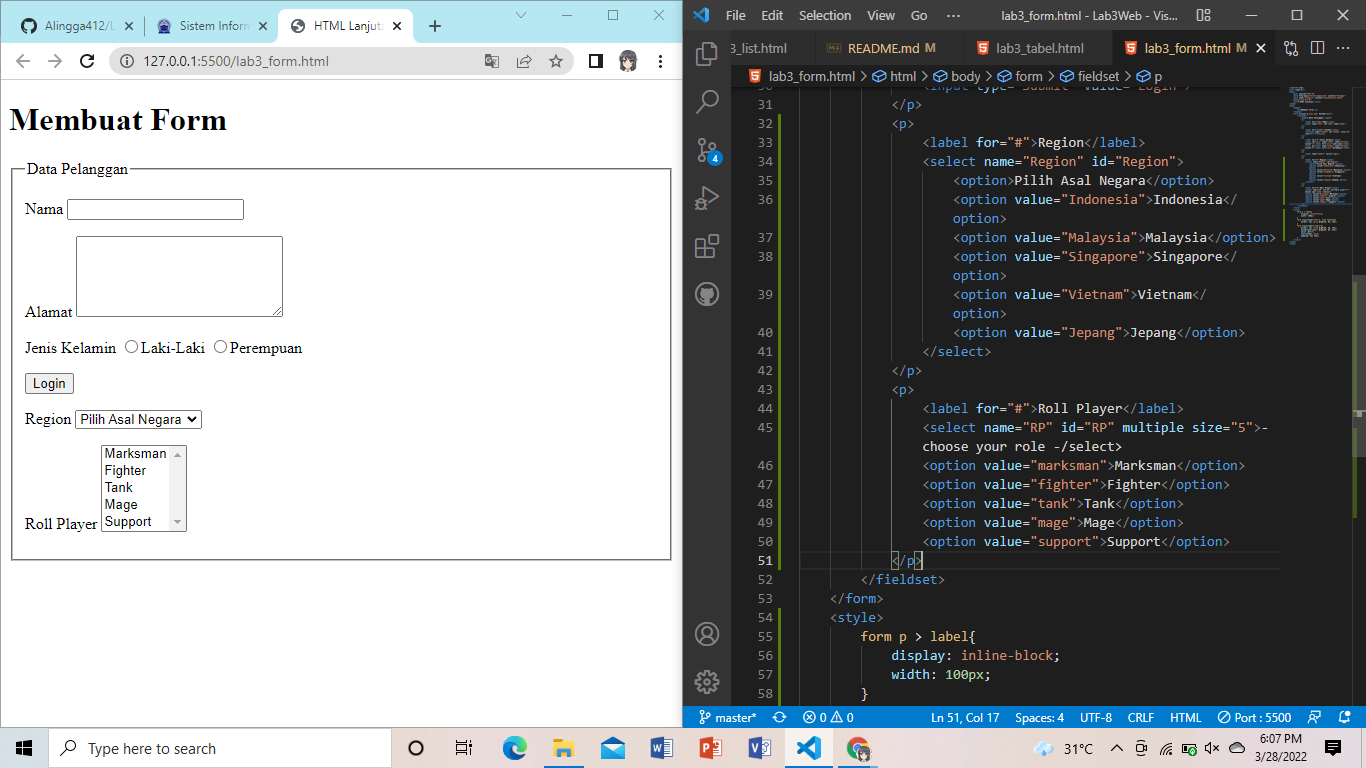 Alingga412/L
Sistem Inform
HTML Lanjuta
127.0.0.1:5500/lab3_form.html
Membuat Form
Data Pelanggan
Nama
Alamat
Jenis Kelamin Laki-Laki Perempuan
Login
Region Pilih Asal Negara
Marksman
Fighter
Tank
Mage
Support
Roll Player
File Edit Selection View Go ··· lab3_form.html - Lab3Web - Vis...
3_list.html README.md M lab3_tabel.html lab3_form.html M
lab3_form.html > html > body > form > fieldset > p
30 <input type="submit" value="Login">
31 </p>
32 <p>
33 <label for="#">Region</label>
34 <select name="Region" id="Region">
35 <option>Pilih Asal Negara</option>
36 <option value="Indonesia">Indonesia</
option>
37 <option value="Malaysia">Malaysia</option>
38 <option value="Singapore">Singapore</
option>
39 <option value="Vietnam">Vietnam</
option>
40 <option value="Jepang">Jepang</option>
41 </select>
42 </p>
43 <p>
44 <label for="#">Roll Player</label>
45 <select name="RP" id="RP" multiple size="5">-
choose your role -/select>
46 <option value="marksman">Marksman</option>
47 <option value="fighter">Fighter</option>
48 <option value="tank">Tank</option>
49 <option value="mage">Mage</option>
50 <option value="support">Support</option>
51 </p>
52 </fieldset>
53 </form>
54 <style>
55 form p > label{
56 display: inline-block;
57 width: 100px;
58 }
4
master* 0 0 Ln 51, Col 17 Spaces: 4 UTF-8 CRLF HTML Port : 5500
Type here to search
31°C
6:07 PM
3/28/2022